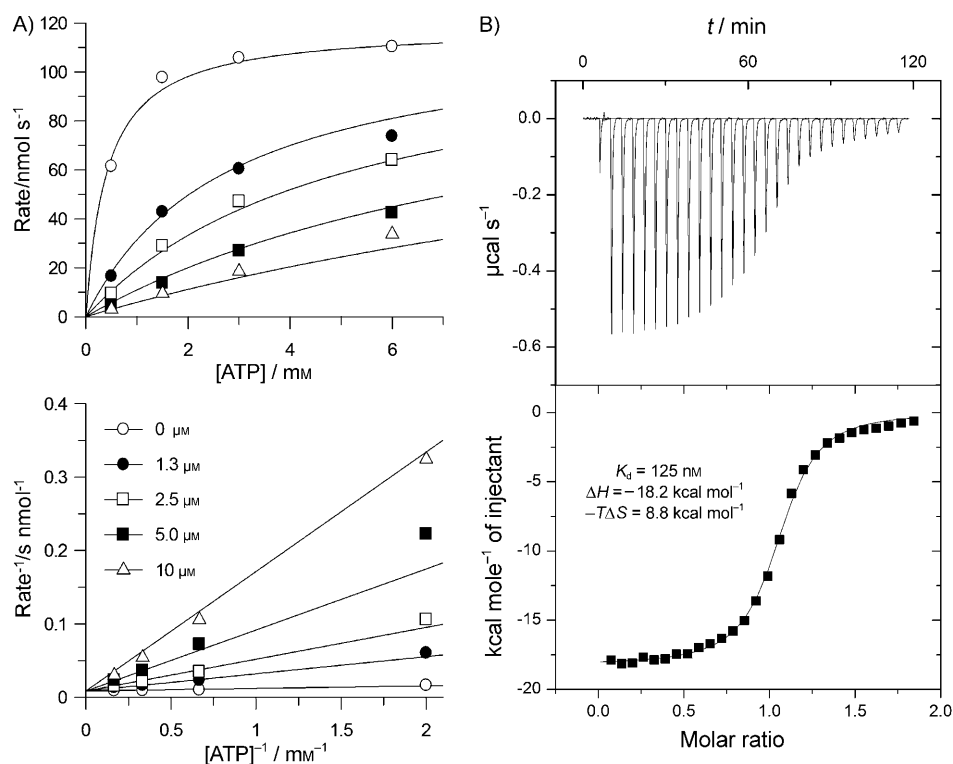 A)
120
100
80
60
40
20
0
Rate/nmol s⁻¹
0 2 4 6
[ATP] / mM
0.4
0.3
0.2
0.1
0
Rate⁻¹/s nmol⁻¹
0 µM
1.3 µM
2.5 µM
5.0 µM
10 µM
0 0.5 1 1.5 2
[ATP]⁻¹ / mM⁻¹
B)
t / min
0 60 120
0.0
-0.2
-0.4
-0.6
µcal s⁻¹
0
-5
-10
-15
-20
kcal mole⁻¹ of injectant
Kd = 125 nM
ΔH = −18.2 kcal mol⁻¹
−TΔS = 8.8 kcal mol⁻¹
0.0 0.5 1.0 1.5 2.0
Molar ratio